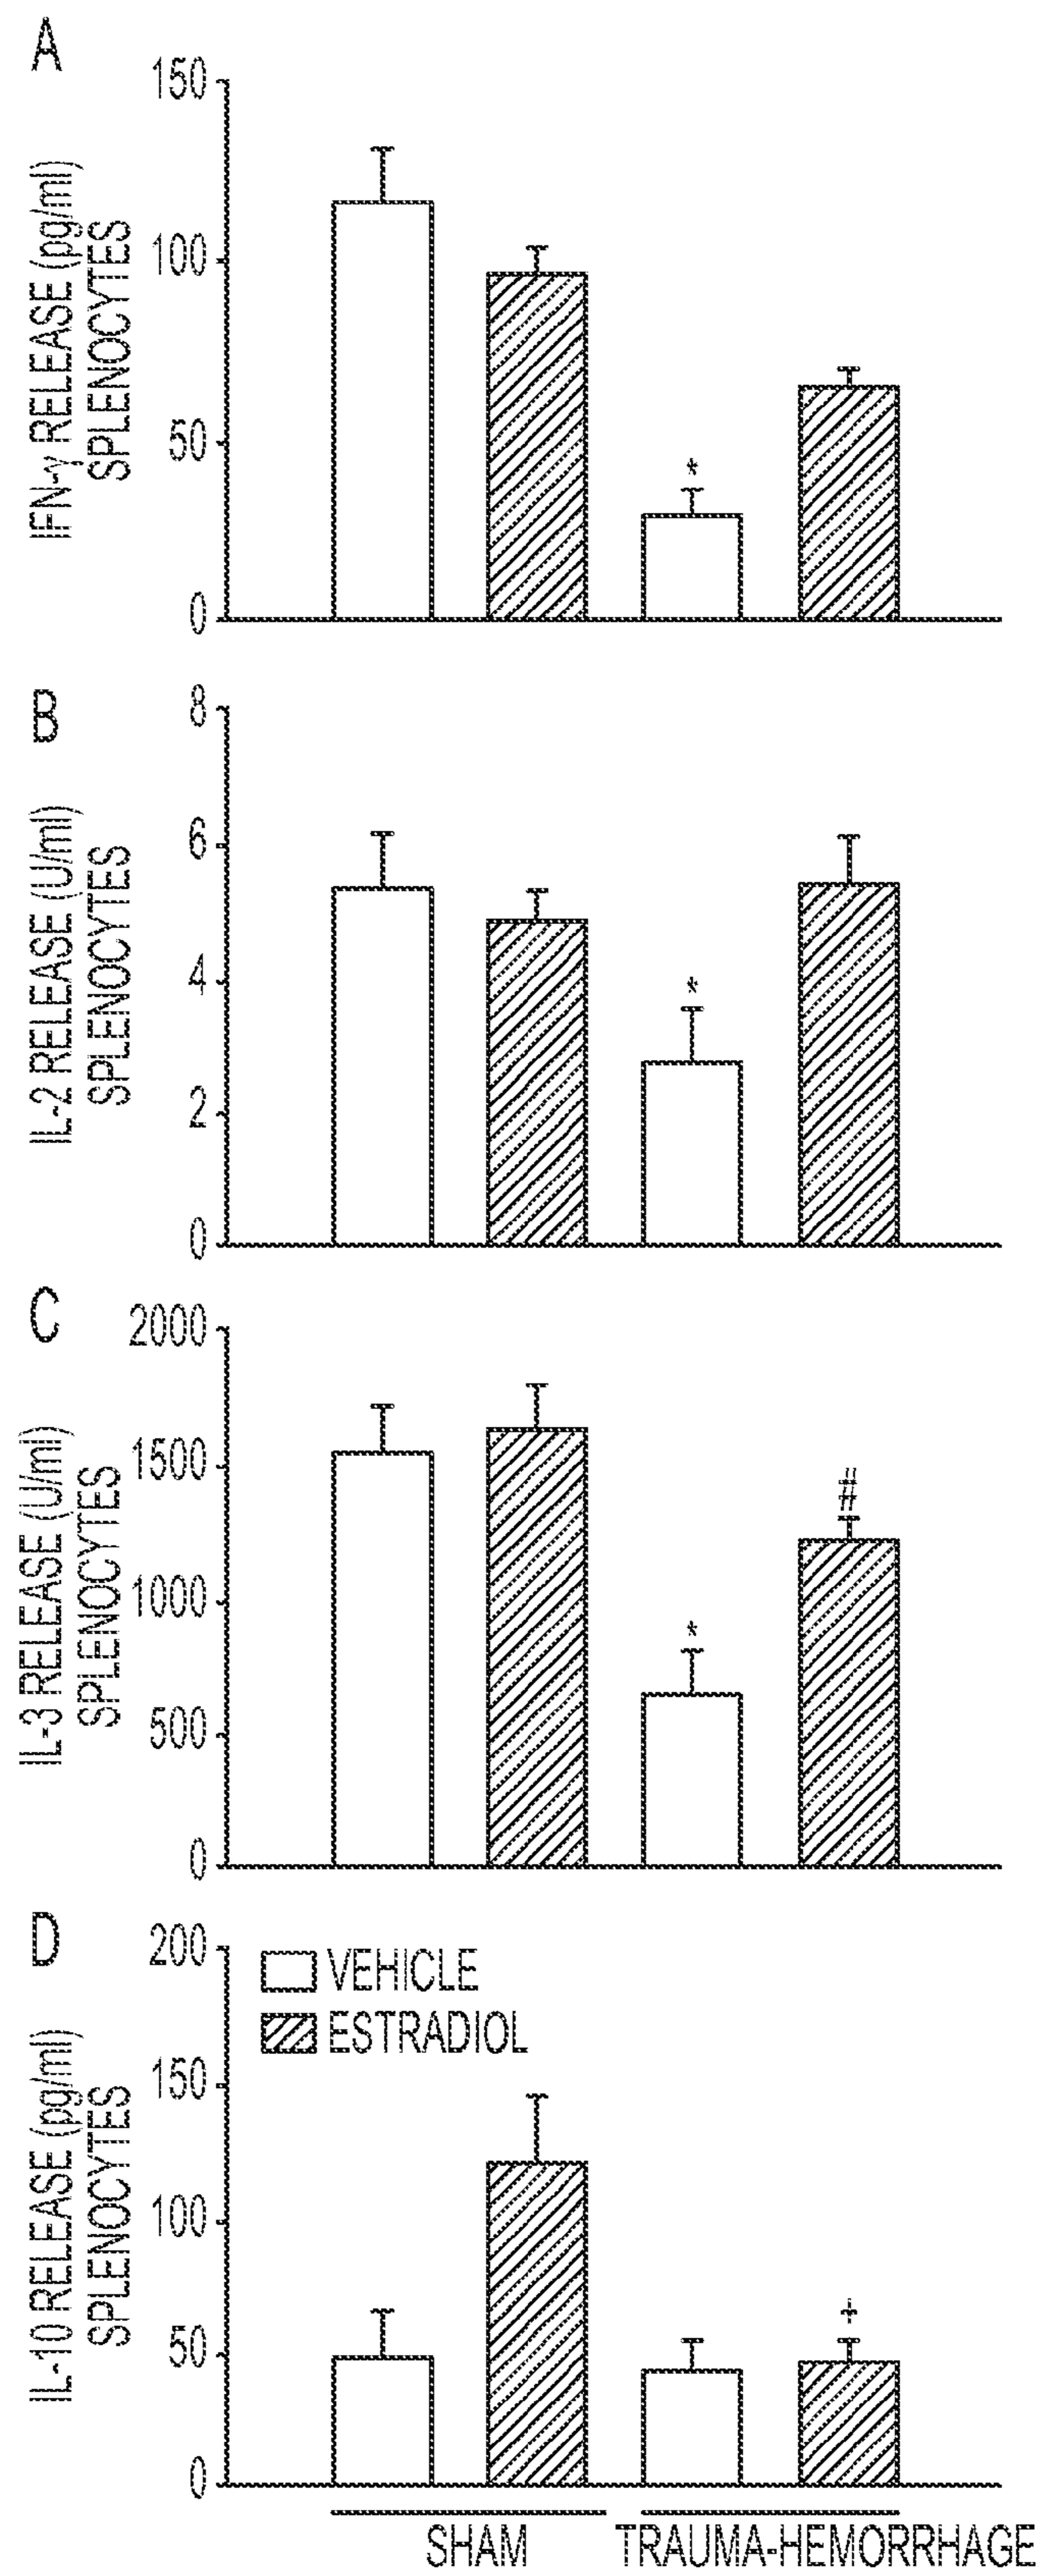 A
IFN-γ RELEASE (pg/ml)
SPLENOCYTES
150
100
50
0
*
B
IL-2 RELEASE (U/ml)
SPLENOCYTES
8
6
4
2
0
*
C
IL-3 RELEASE (U/ml)
SPLENOCYTES
2000
1500
1000
500
0
*
#
D
IL-10 RELEASE (pg/ml)
SPLENOCYTES
200
150
100
50
0
VEHICLE
ESTRADIOL
+
SHAM
TRAUMA-HEMORRHAGE